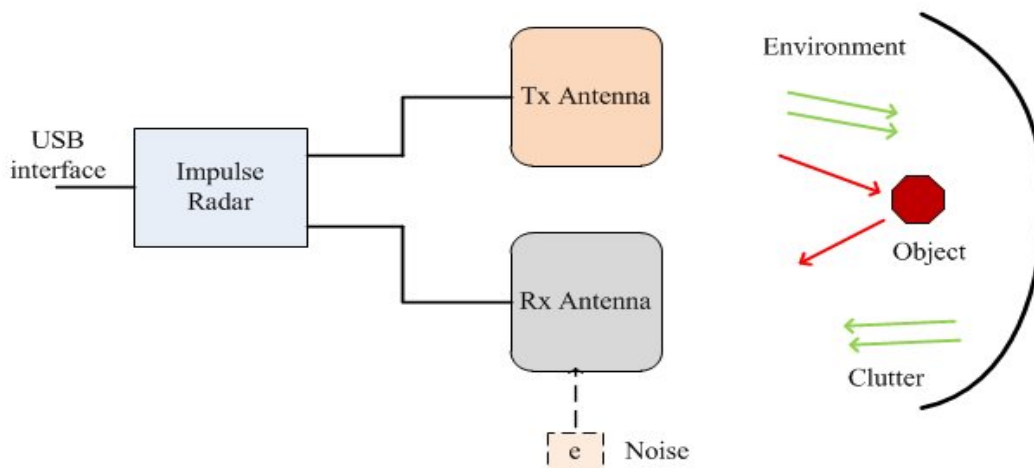 Environment
Tx Antenna
USB
interface
Impulse
Radar
Object
Rx Antenna
Clutter
e
Noise